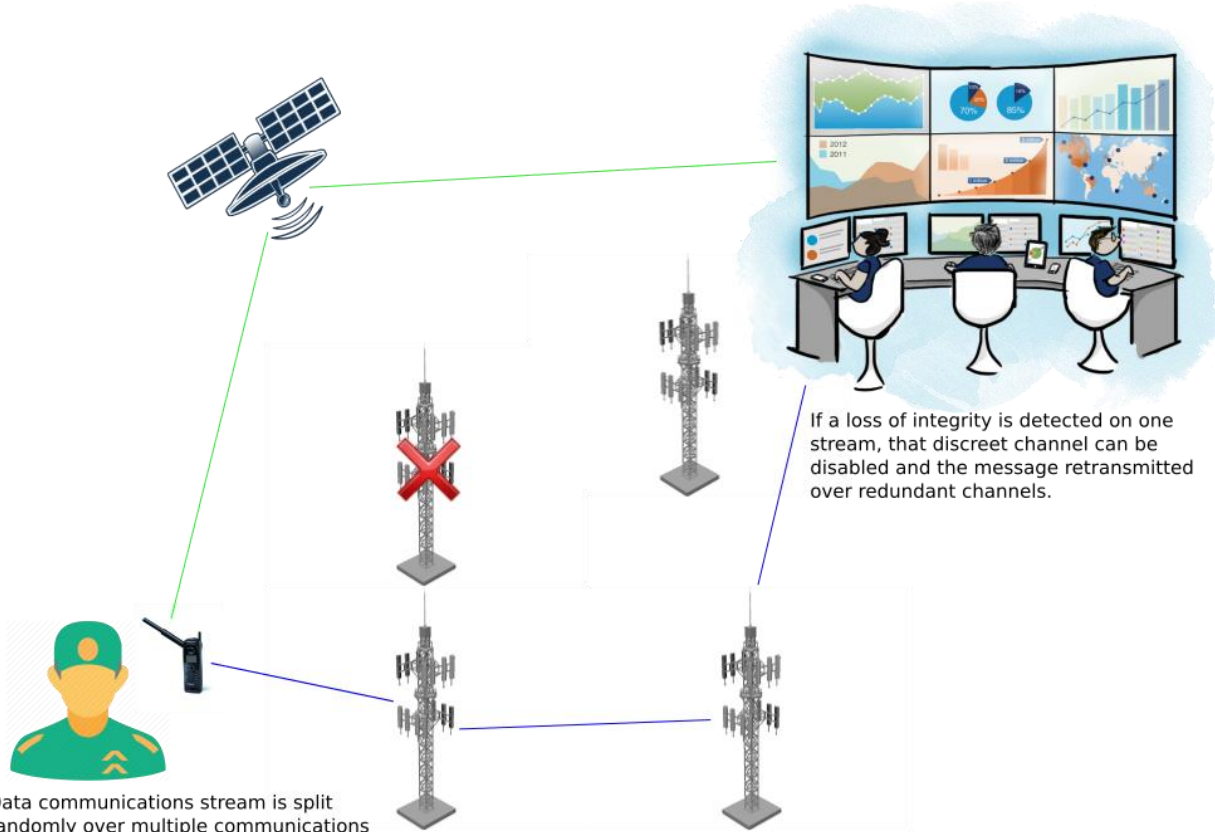 70%
85%
2012
2011
If a loss of integrity is detected on one
stream, that discreet channel can be
disabled and the message retransmitted
over redundant channels.
ata communications stream is split
andomly over multiple communications